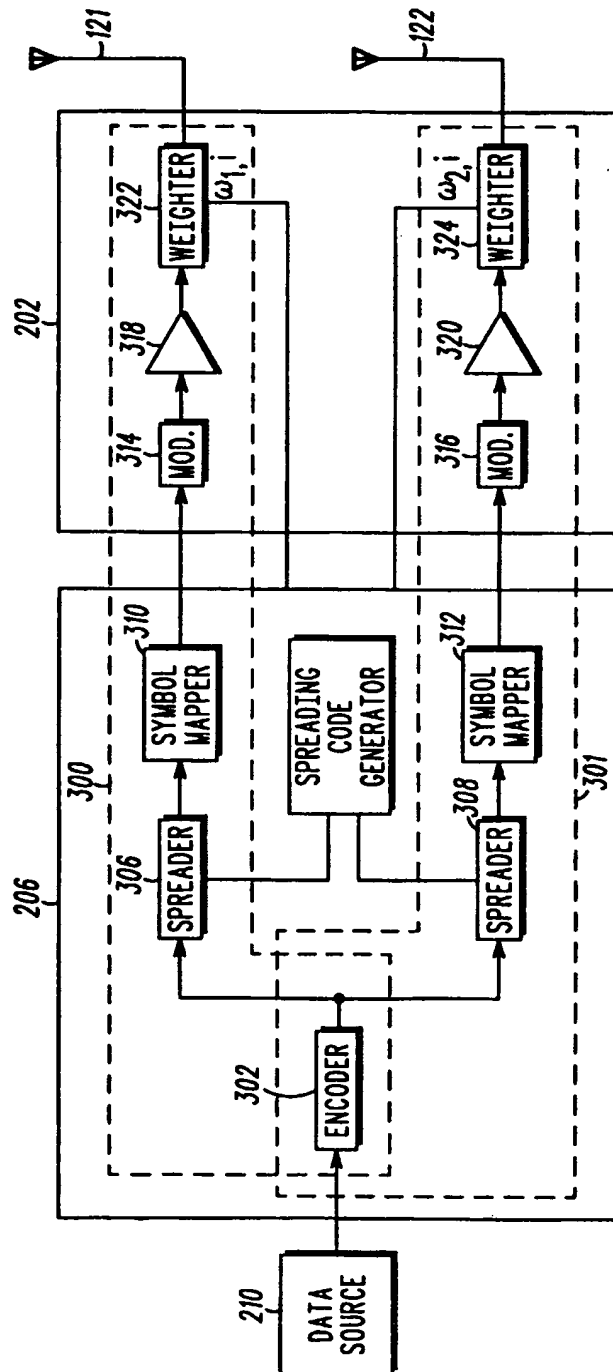 202
206
300
121
322
WEIGHTER
ω1,i
318
314
MOD.
310
SYMBOL
MAPPER
306
SPREADER
SPREADING
CODE
GENERATOR
302
ENCODER
210
DATA
SOURCE
308
SPREADER
312
SYMBOL
MAPPER
316
MOD.
320
324
WEIGHTER
ω2,i
122
301